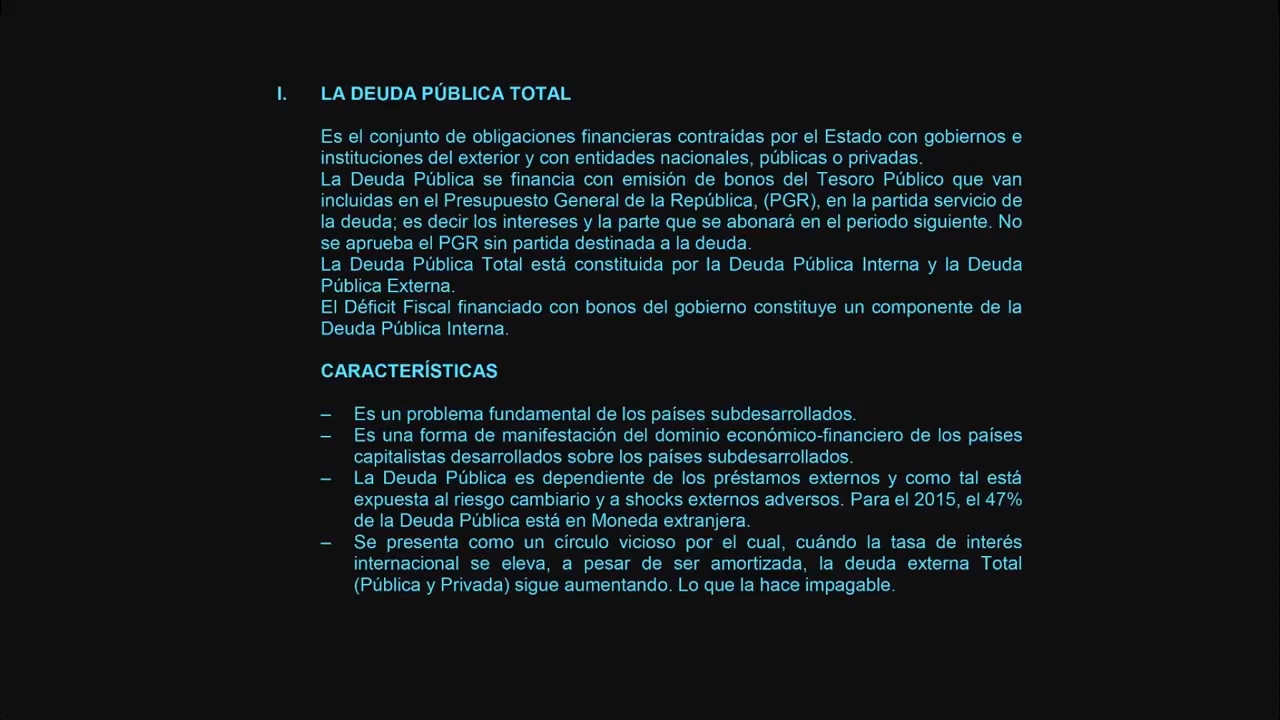 I. LA DEUDA PÚBLICA TOTAL
Es el conjunto de obligaciones financieras contraídas por el Estado con gobiernos e
instituciones del exterior y con entidades nacionales, públicas o privadas.
La Deuda Pública se financia con emisión de bonos del Tesoro Público que van
incluidas en el Presupuesto General de la República, (PGR), en la partida servicio de
la deuda; es decir los intereses y la parte que se abonará en el periodo siguiente. No
se aprueba el PGR sin partida destinada a la deuda.
La Deuda Pública Total está constituida por la Deuda Pública Interna y la Deuda
Pública Externa.
El Déficit Fiscal financiado con bonos del gobierno constituye un componente de la
Deuda Pública Interna.
CARACTERÍSTICAS
– Es un problema fundamental de los países subdesarrollados.
– Es una forma de manifestación del dominio económico-financiero de los países
capitalistas desarrollados sobre los países subdesarrollados.
– La Deuda Pública es dependiente de los préstamos externos y como tal está
expuesta al riesgo cambiario y a shocks externos adversos. Para el 2015, el 47%
de la Deuda Pública está en Moneda extranjera.
– Se presenta como un círculo vicioso por el cual, cuándo la tasa de interés
internacional se eleva, a pesar de ser amortizada, la deuda externa Total
(Pública y Privada) sigue aumentando. Lo que la hace impagable.